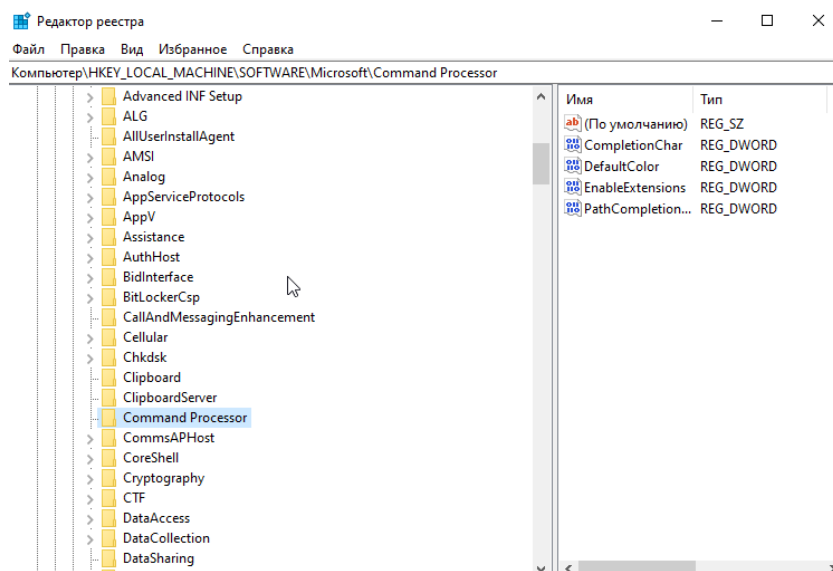 Редактор реестра
Файл Правка Вид Избранное Справка
Компьютер\HKEY_LOCAL_MACHINE\SOFTWARE\Microsoft\Command Processor
Advanced INF Setup
ALG
AllUserInstallAgent
AMSI
Analog
AppServiceProtocols
AppV
Assistance
AuthHost
BidInterface
BitLockerCsp
CallAndMessagingEnhancement
Cellular
Chkdsk
Clipboard
ClipboardServer
Command Processor
CommsAPHost
CoreShell
Cryptography
CTF
DataAccess
DataCollection
DataSharing
Имя Тип
(По умолчанию) REG_SZ
CompletionChar REG_DWORD
DefaultColor REG_DWORD
EnableExtensions REG_DWORD
PathCompletion... REG_DWORD